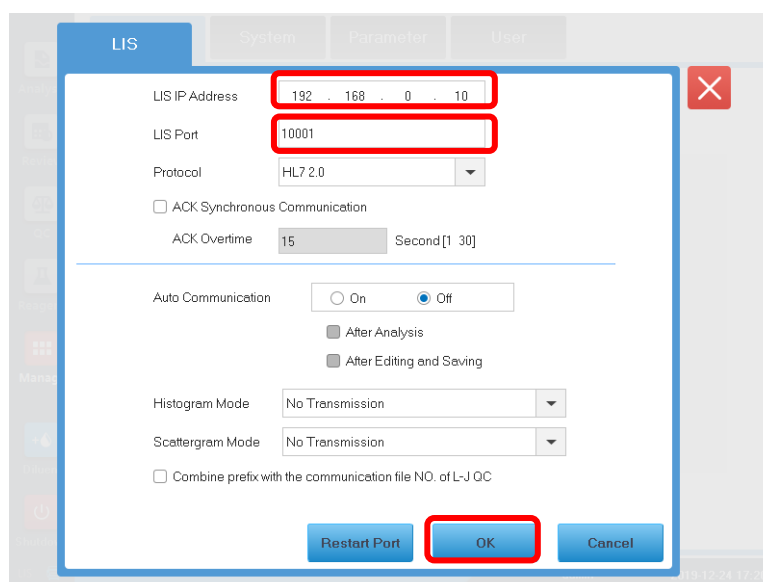 LIS System Parameter User
LIS IP Address 192 . 168 . 0 . 10
LIS Port 10001
Protocol HL7 2.0
ACK Synchronous Communication
ACK Overtime 15 Second [1 30]
Auto Communication On Off
After Analysis
After Editing and Saving
Histogram Mode No Transmission
Scattergram Mode No Transmission
Combine prefix with the communication file NO. of L-J QC
Restart Port OK Cancel